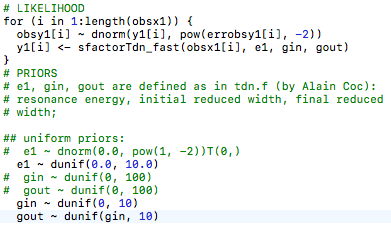 # LIKELIHOOD
for (i in 1:length(obsx1)) {
  obsy1[i] ~ dnorm(y1[i], pow(errobsy1[i], -2))
  y1[i] <- sfactorTdn_fast(obsx1[i], e1, gin, gout)
}
# PRIORS
# e1, gin, gout are defined as in tdn.f (by Alain Coc):
# resonance energy, initial reduced width, final reduced
# width;

## uniform priors:
#  e1 ~ dnorm(0.0, pow(1, -2))T(0,)
  e1 ~ dunif(0.0, 10.0)
#  gin ~ dunif(0, 100)
#  gout ~ dunif(0, 100)
  gin ~ dunif(0, 10)
  gout ~ dunif(gin, 10)